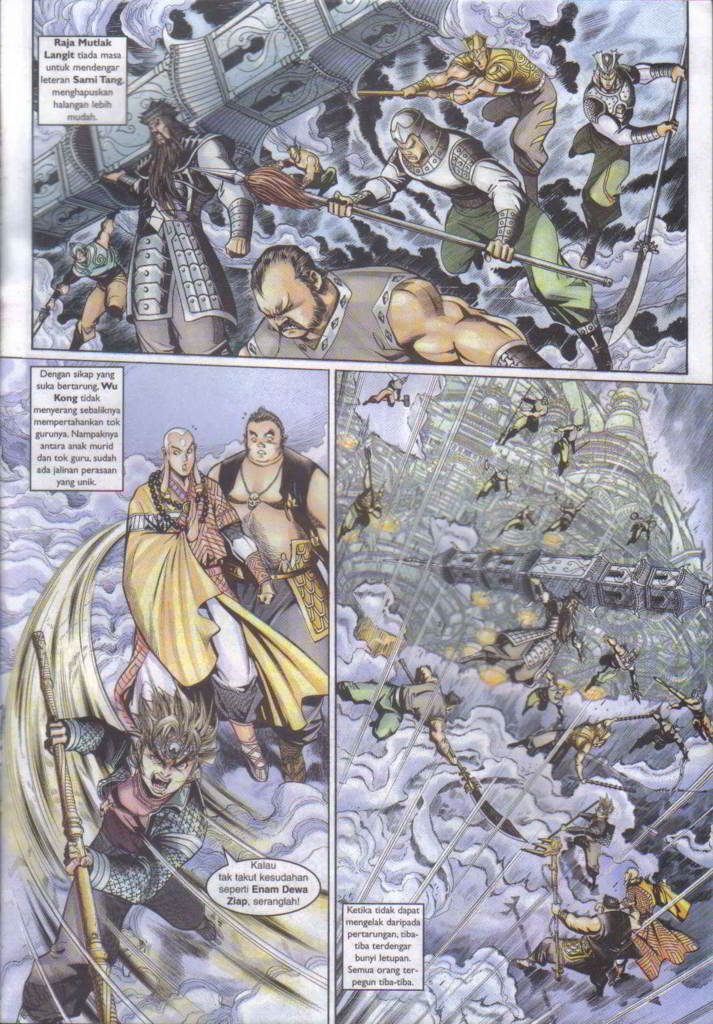 Raja Mutlak
Langit tiada masa
untuk mendengar
leteran Sami Tang,
menghapuskan
halangan lebih
mudah.
Dengan sikap yang
suka bertarung, Wu
Kong tidak
menyerang sebaliknya
mempertahankan tok
gurunya. Nampaknya
antara anak murid
dan tok guru, sudah
ada jalinan perasaan
yang unik.
Kalau
tak takut kesudahan
seperti Enam Dewa
Ziap, seranglah!
Ketika tidak dapat
mengelak daripada
pertarungan, tiba-
tiba terdengar
bunyi letupan.
Semua orang ter-
pegun tiba-tiba.